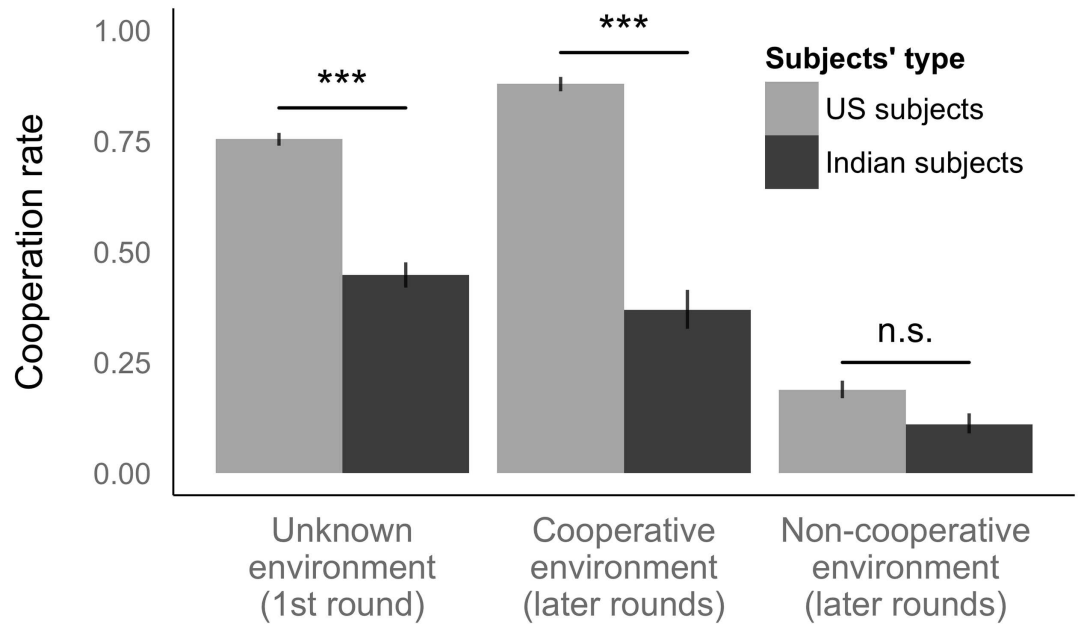 Cooperation rate
1.00
0.75
0.50
0.25
0.00
***
***
n.s.
Subjects' type
US subjects
Indian subjects
Unknown
environment
(1st round)
Cooperative
environment
(later rounds)
Non-cooperative
environment
(later rounds)